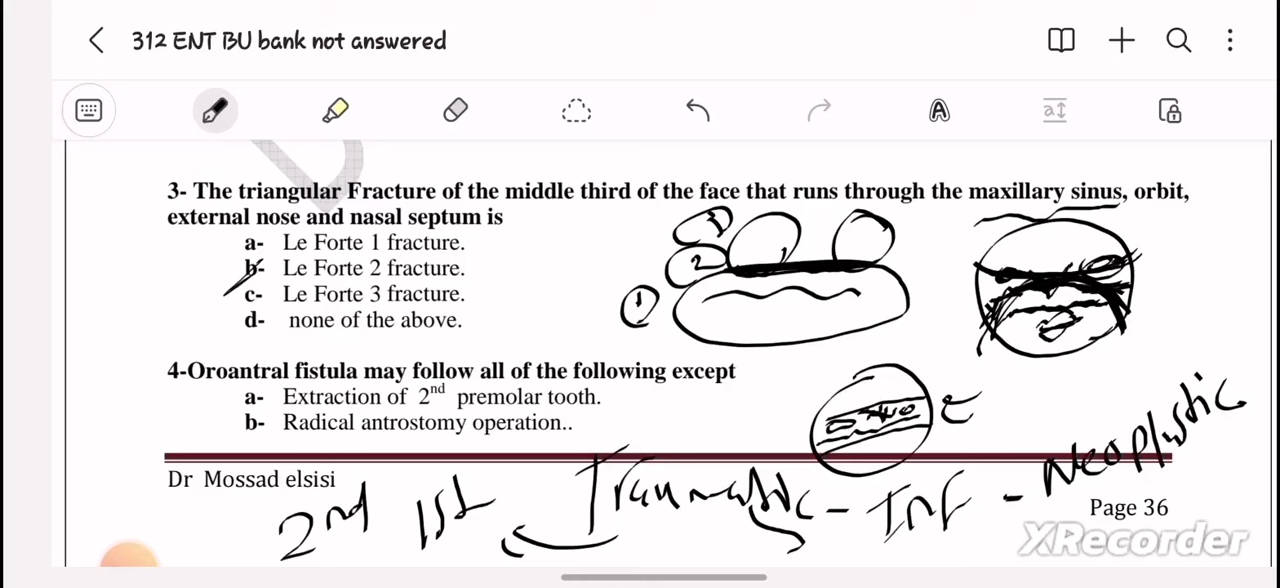 312 ENT BU bank not answered
3- The triangular Fracture of the middle third of the face that runs through the maxillary sinus, orbit,
external nose and nasal septum is
a- Le Forte 1 fracture.
b- Le Forte 2 fracture.
c- Le Forte 3 fracture.
d- none of the above.
3
2
1
4-Oroantral fistula may follow all of the following except
a- Extraction of 2nd premolar tooth.
b- Radical antrostomy operation..
Dr Mossad elsisi
Page 36
2nd 1st Traumatic - Inf - Neoplastic
XRecorder